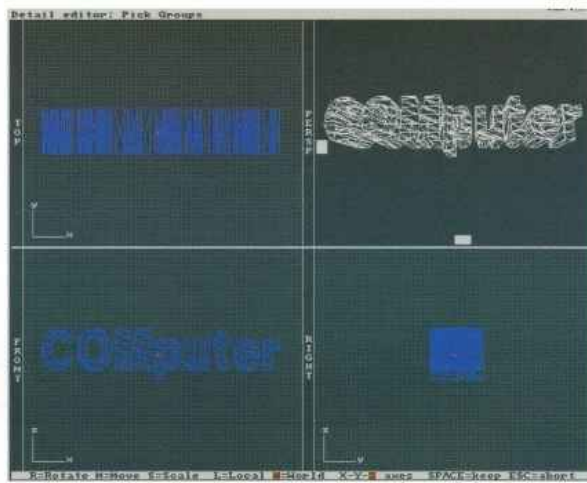 Detail editor: Pick Groups
TOP
PERSP
Computer
y
x
FRONT
Computer
RIGHT
z
x
z
y
R=Rotate M=Move S=Scale L=Local W=World X-Y-Z axes SPACE=keep ESC=abort